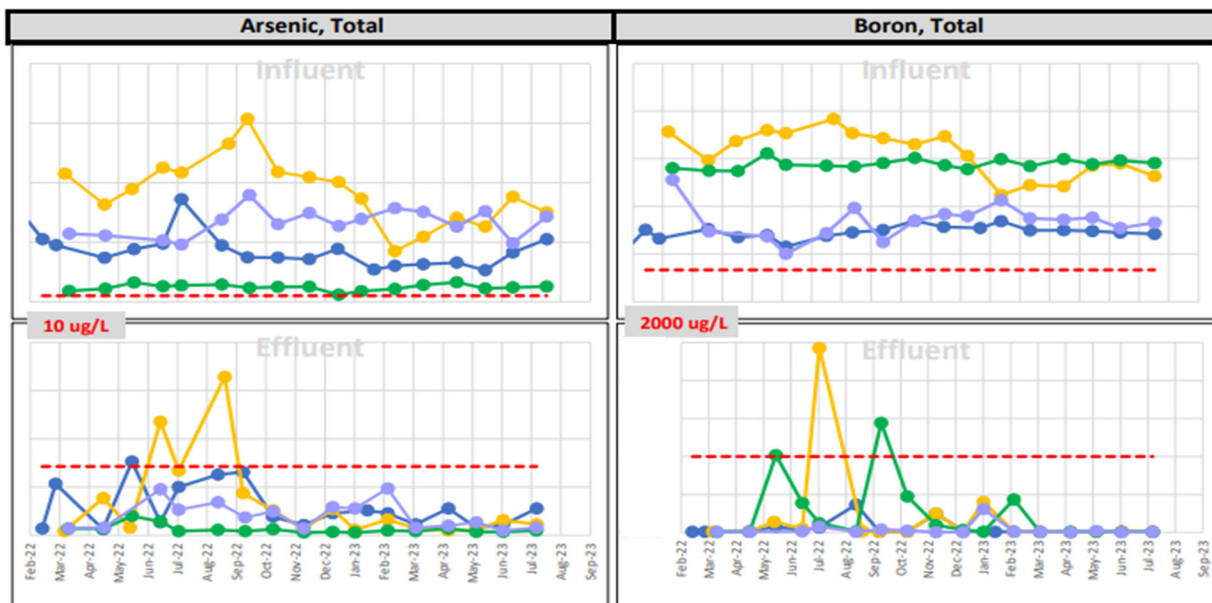 Arsenic, Total
Boron, Total
Influent
Influent
10 ug/L
2000 ug/L
Effluent
Effluent
Feb-22 Mar-22 Apr-22 May-22 Jun-22 Jul-22 Aug-22 Sep-22 Oct-22 Nov-22 Dec-22 Jan-23 Feb-23 Mar-23 Apr-23 May-23 Jun-23 Jul-23 Aug-23 Sep-23
Feb-22 Mar-22 Apr-22 May-22 Jun-22 Jul-22 Aug-22 Sep-22 Oct-22 Nov-22 Dec-22 Jan-23 Feb-23 Mar-23 Apr-23 May-23 Jun-23 Jul-23 Aug-23 Sep-23